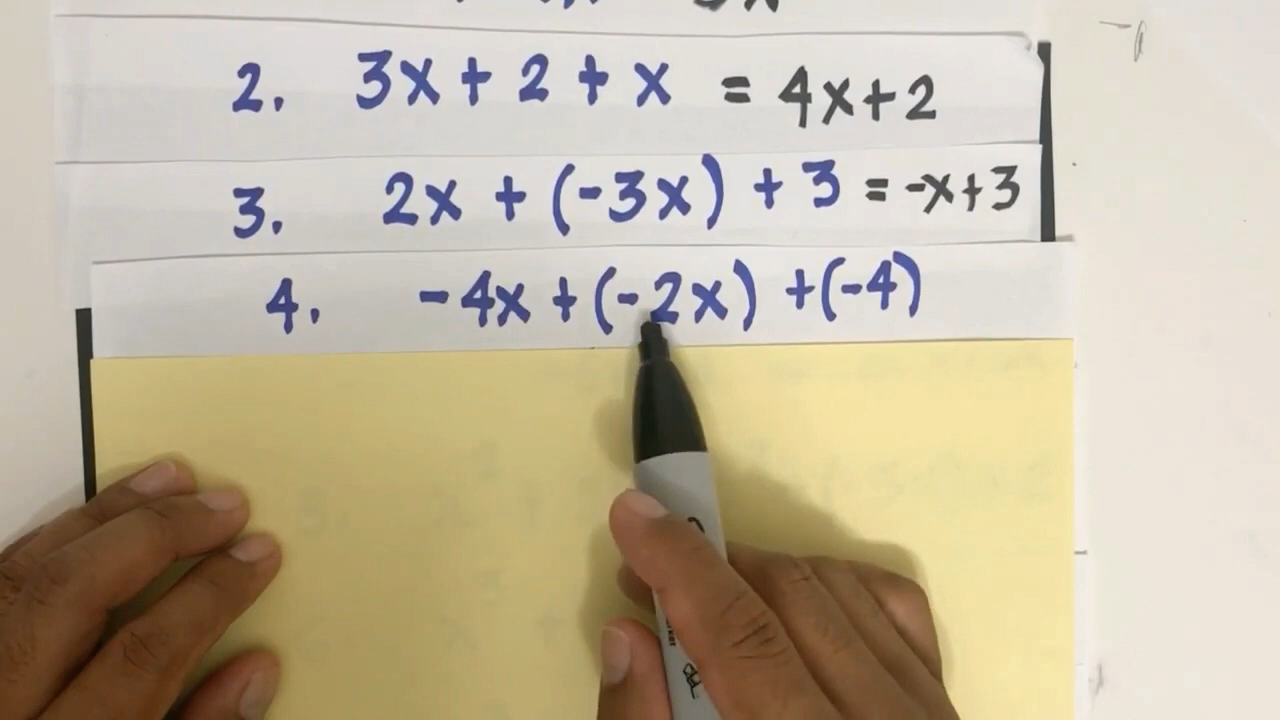 2. 3x + 2 + x = 4x+2
3. 2x + (-3x) + 3 = -x+3
4. -4x + (-2x) +(-4)